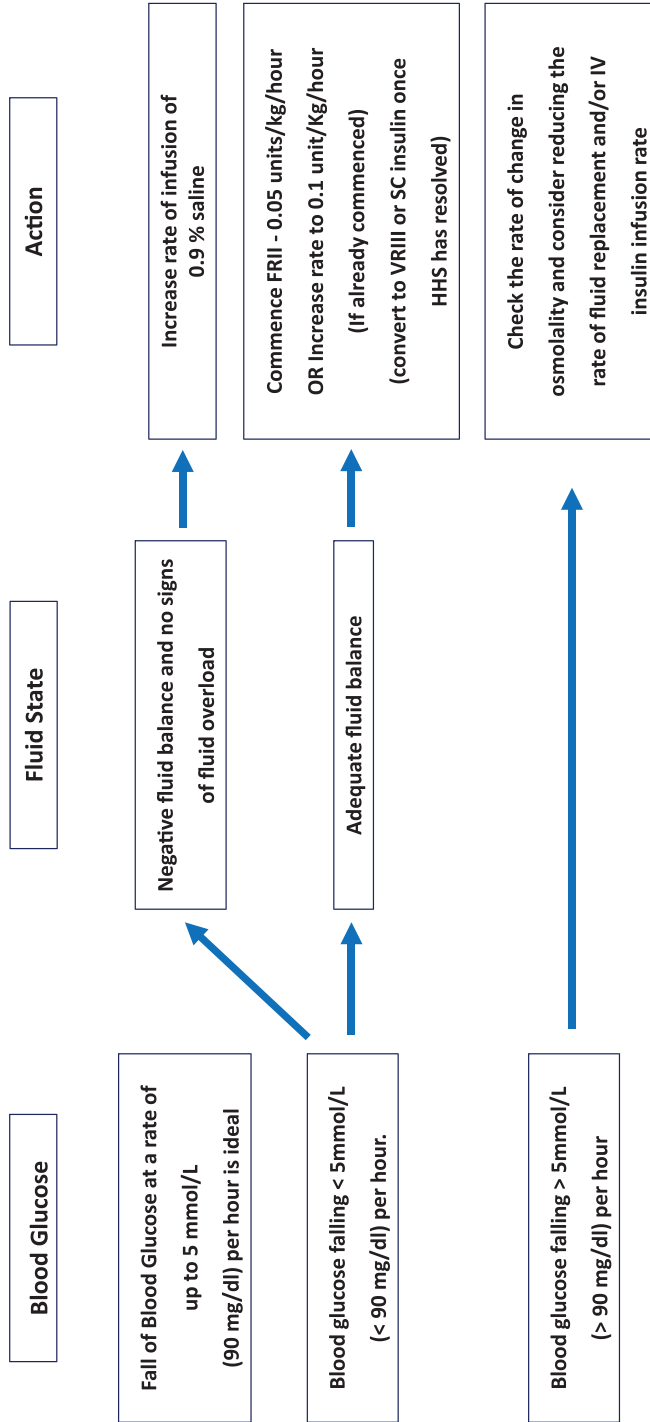 Blood Glucose
Fluid State
Action
Fall of Blood Glucose at a rate of
up to 5 mmol/L
(90 mg/dl) per hour is ideal
Blood glucose falling < 5mmol/L
(< 90 mg/dl) per hour.
Negative fluid balance and no signs
of fluid overload
Increase rate of infusion of
0.9 % saline
Adequate fluid balance
Commence FRII - 0.05 units/kg/hour
OR Increase rate to 0.1 unit/Kg/hour
(If already commenced)
(convert to VRIII or SC insulin once
HHS has resolved)
Blood glucose falling > 5mmol/L
(> 90 mg/dl) per hour
Check the rate of change in
osmolality and consider reducing the
rate of fluid replacement and/or IV
insulin infusion rate